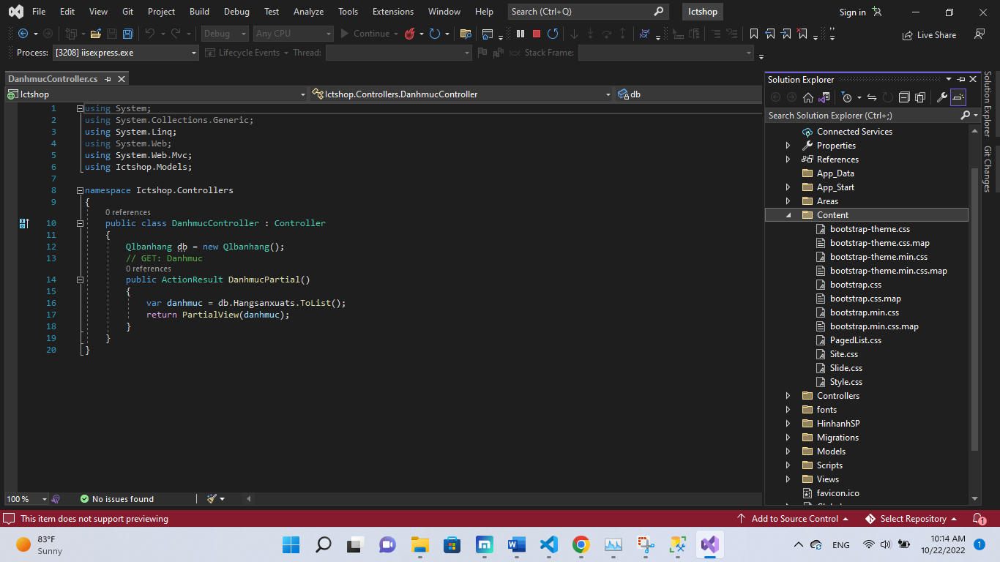 File Edit View Git Project Build Debug Test Analyze Tools Extensions Window Help Search (Ctrl+Q) Ictshop Sign in
Debug Any CPU Continue Live Share
Process: [3208] iisexpress.exe Lifecycle Events Thread: Stack Frame:
DanhmucController.cs
Ictshop Ictshop.Controllers.DanhmucController db
1 using System;
2 using System.Collections.Generic;
3 using System.Linq;
4 using System.Web;
5 using System.Web.Mvc;
6 using Ictshop.Models;
7
8 namespace Ictshop.Controllers
9 {
0 references
10 public class DanhmucController : Controller
11 {
12 Qlbanhang db = new Qlbanhang();
13 // GET: Danhmuc
0 references
14 public ActionResult DanhmucPartial()
15 {
16 var danhmuc = db.Hangsanxuats.ToList();
17 return PartialView(danhmuc);
18 }
19 }
20 }
100 % No issues found
Solution Explorer
Search Solution Explorer (Ctrl+;)
Connected Services
Properties
References
App_Data
App_Start
Areas
Content
bootstrap-theme.css
bootstrap-theme.css.map
bootstrap-theme.min.css
bootstrap-theme.min.css.map
bootstrap.css
bootstrap.css.map
bootstrap.min.css
bootstrap.min.css.map
PagedList.css
Site.css
Slide.css
Style.css
Controllers
fonts
HinhanhSP
Migrations
Models
Scripts
Views
favicon.ico
Solution Explorer
Git Changes
This item does not support previewing Add to Source Control Select Repository 1
83°F
Sunny
ENG
10:14 AM
10/22/2022
1